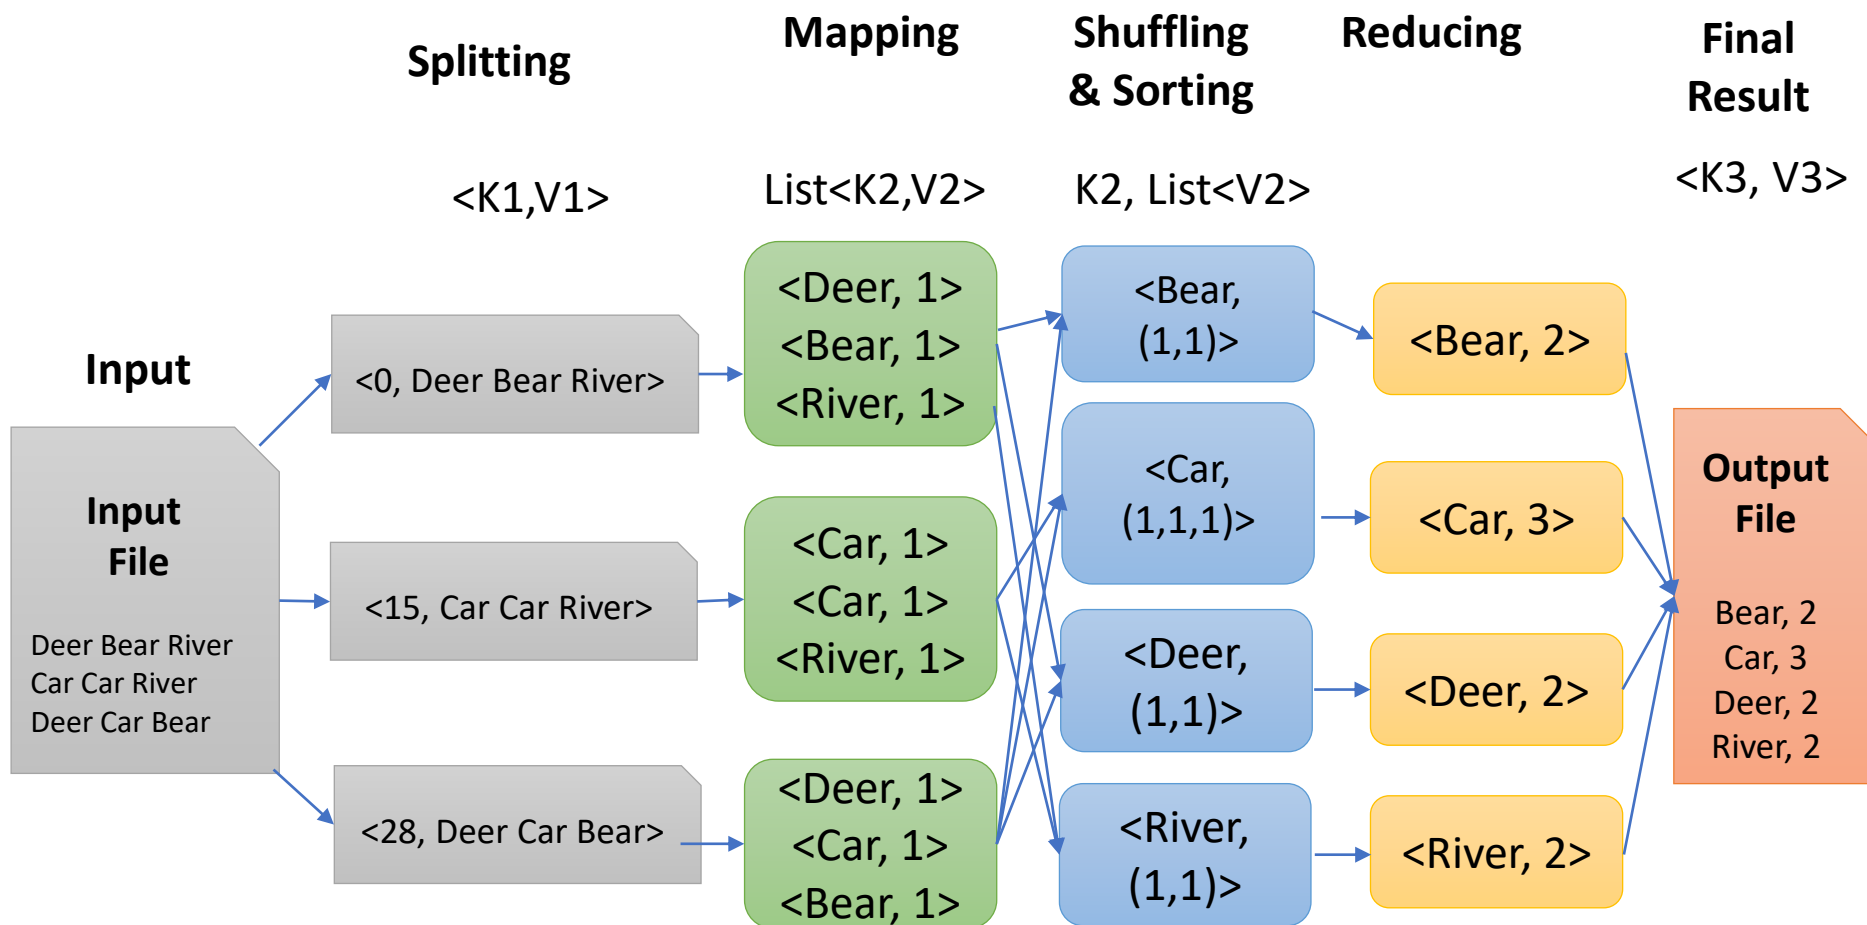 Input
Input
File
Deer Bear River
Car Car River
Deer Car Bear
Splitting
<K1,V1>
<0, Deer Bear River>
<15, Car Car River>
<28, Deer Car Bear>
Mapping
List<K2,V2>
<Deer, 1>
<Bear, 1>
<River, 1>
<Car, 1>
<Car, 1>
<River, 1>
<Deer, 1>
<Car, 1>
<Bear, 1>
Shuffling
& Sorting
K2, List<V2>
<Bear,
(1,1)>
<Car,
(1,1,1)>
<Deer,
(1,1)>
<River,
(1,1)>
Reducing
<Bear, 2>
<Car, 3>
<Deer, 2>
<River, 2>
Final
Result
<K3, V3>
Output
File
Bear, 2
Car, 3
Deer, 2
River, 2